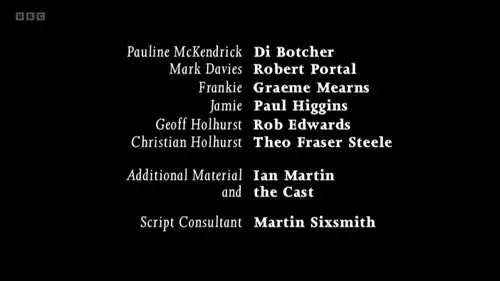 BBC
Pauline McKendrick Di Botcher
Mark Davies Robert Portal
Frankie Graeme Mearns
Jamie Paul Higgins
Geoff Holhurst Rob Edwards
Christian Holhurst Theo Fraser Steele
Additional Material Ian Martin
and the Cast
Script Consultant Martin Sixsmith